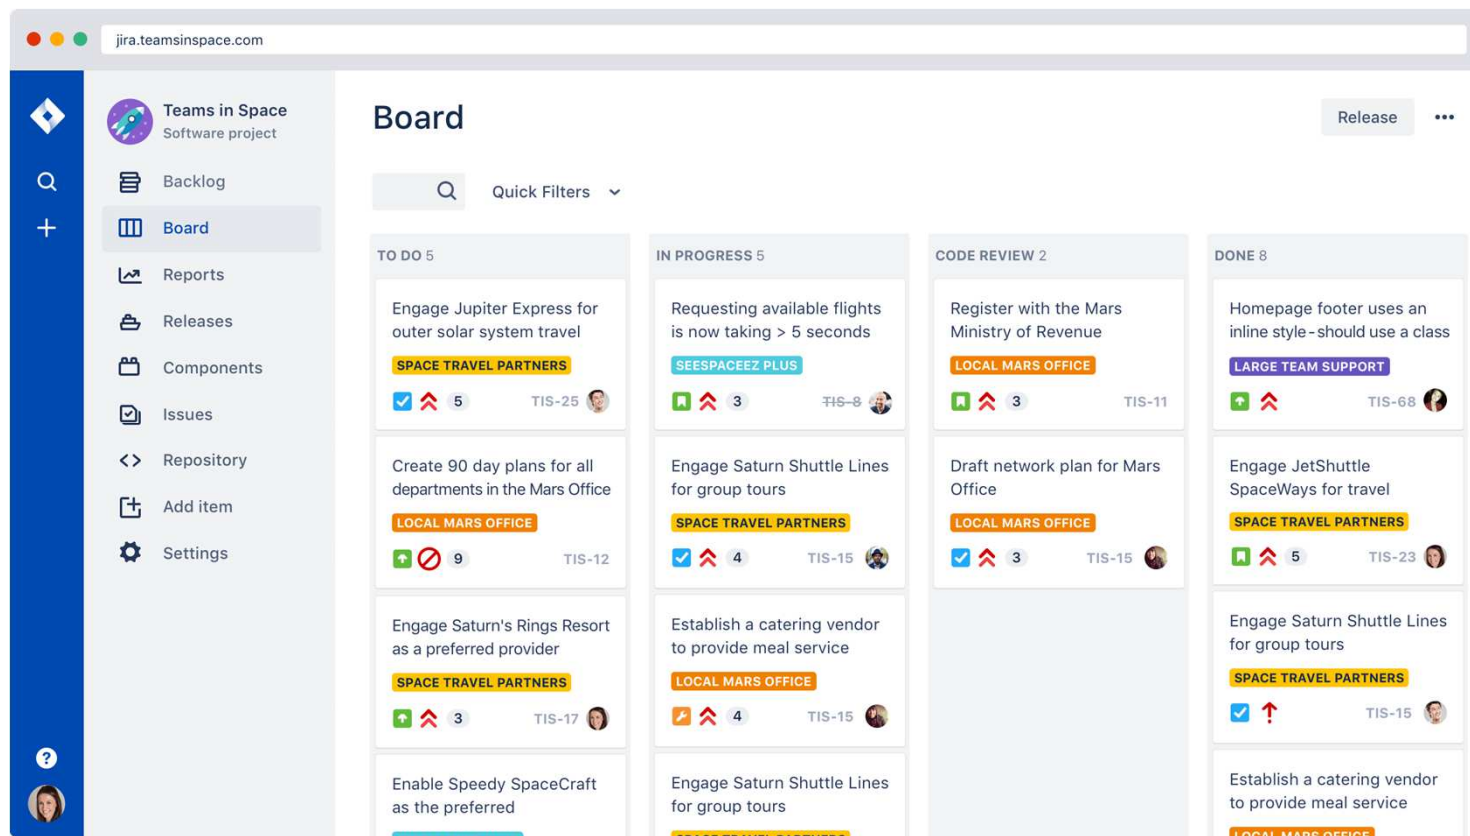 jira.teamsinspace.com
Teams in Space
Software project
Backlog
Board
Reports
Releases
Components
Issues
Repository
Add item
Settings
?
Board
Release
Quick Filters
TO DO 5
Engage Jupiter Express for
outer solar system travel
SPACE TRAVEL PARTNERS
5 TIS-25
Create 90 day plans for all
departments in the Mars Office
LOCAL MARS OFFICE
9 TIS-12
Engage Saturn's Rings Resort
as a preferred provider
SPACE TRAVEL PARTNERS
3 TIS-17
Enable Speedy SpaceCraft
as the preferred
IN PROGRESS 5
Requesting available flights
is now taking > 5 seconds
SEESPACEEZ PLUS
3 TIS-8
Engage Saturn Shuttle Lines
for group tours
SPACE TRAVEL PARTNERS
4 TIS-15
Establish a catering vendor
to provide meal service
LOCAL MARS OFFICE
4 TIS-15
Engage Saturn Shuttle Lines
for group tours
SPACE TRAVEL PARTNERS
CODE REVIEW 2
Register with the Mars
Ministry of Revenue
LOCAL MARS OFFICE
3 TIS-11
Draft network plan for Mars
Office
LOCAL MARS OFFICE
3 TIS-15
DONE 8
Homepage footer uses an
inline style - should use a class
LARGE TEAM SUPPORT
TIS-68
Engage JetShuttle
SpaceWays for travel
SPACE TRAVEL PARTNERS
5 TIS-23
Engage Saturn Shuttle Lines
for group tours
SPACE TRAVEL PARTNERS
TIS-15
Establish a catering vendor
to provide meal service
LOCAL MARS OFFICE